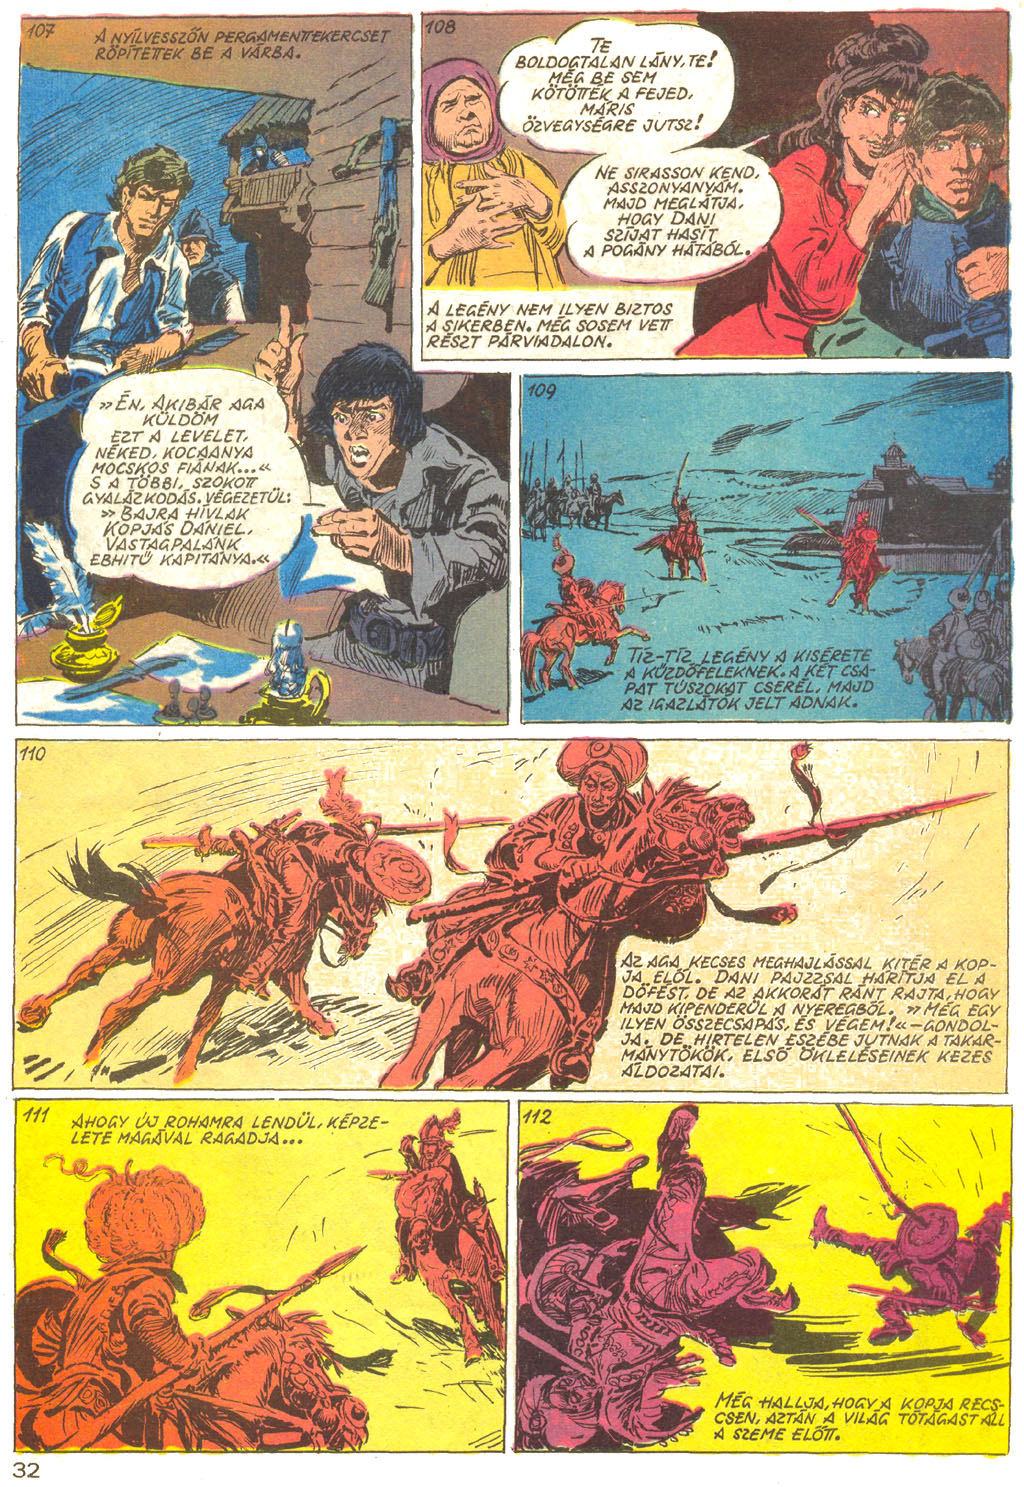 107
A NYÍLVESSZŐN PERGAMENTTEKERCSET
RÖPÍTETTEK BE A VÁRBA.
»ÉN, AKIBÁR AGA
KÜLDÖM
EZT A LEVELET,
NÉKED, KOCAANYA
MOCSKOS FIÁNAK...«
S A TÖBBI, SZOKOTT
GYALÁZKODÁS. VÉGEZETÜL:
»BAJRA HÍVLAK
KOPJÁS DÁNIEL,
VASTAGPALÁNK
EBHITŰ KAPITÁNYA.«
108
TE
BOLDOGTALAN LÁNY, TE!
MÉG BE SEM
KÖTÖTTÉK A FEJED,
MÁRIS
ÖZVEGYSÉGRE JUTSZ!
NE SIRASSON KEND,
ASSZONYANYÁM.
MAJD MEGLÁTJA,
HOGY DANI
SZÍJAT HASÍT
A POGÁNY HÁTÁBÓL.
A LEGÉNY NEM ILYEN BIZTOS
A SIKERBEN. MÉG SOSEM VETT
RÉSZT PÁRVIADALON.
109
TÍZ-TÍZ LEGÉNY A KISÉRETE
A KÜZDŐFELEKNEK. A KÉT CSA-
PAT TÚSZOKAT CSERÉL, MAJD
AZ IGAZLÁTÓK JELT ADNAK.
110
AZ AGA KECSES MEGHAJLÁSSAL KITÉR A KOP-
JA ELŐL. DANI PAJZZSAL HÁRÍTJA EL A
DÖFÉST, DE AZ AKKORÁT RÁNT RAJTA, HOGY
MAJD KIPENDERÜL A NYEREGBŐL. »MÉG EGY
ILYEN ÖSSZECSAPÁS, ÉS VÉGEM!«—GONDOL-
JA. DE HIRTELEN ESZÉBE JUTNAK A TAKAR-
MÁNYTÖKÖK, ELSŐ ÖKLELÉSEINEK KEZES
ÁLDOZATAI.
111
AHOGY ÚJ ROHAMRA LENDÜL, KÉPZE-
LETE MAGÁVAL RAGADJA...
112
MÉG HALLJA, HOGY A KOPJA RECS-
CSEN, AZTÁN A VILÁG TÓTÁGAST ÁLL
A SZEME ELŐTT.
32